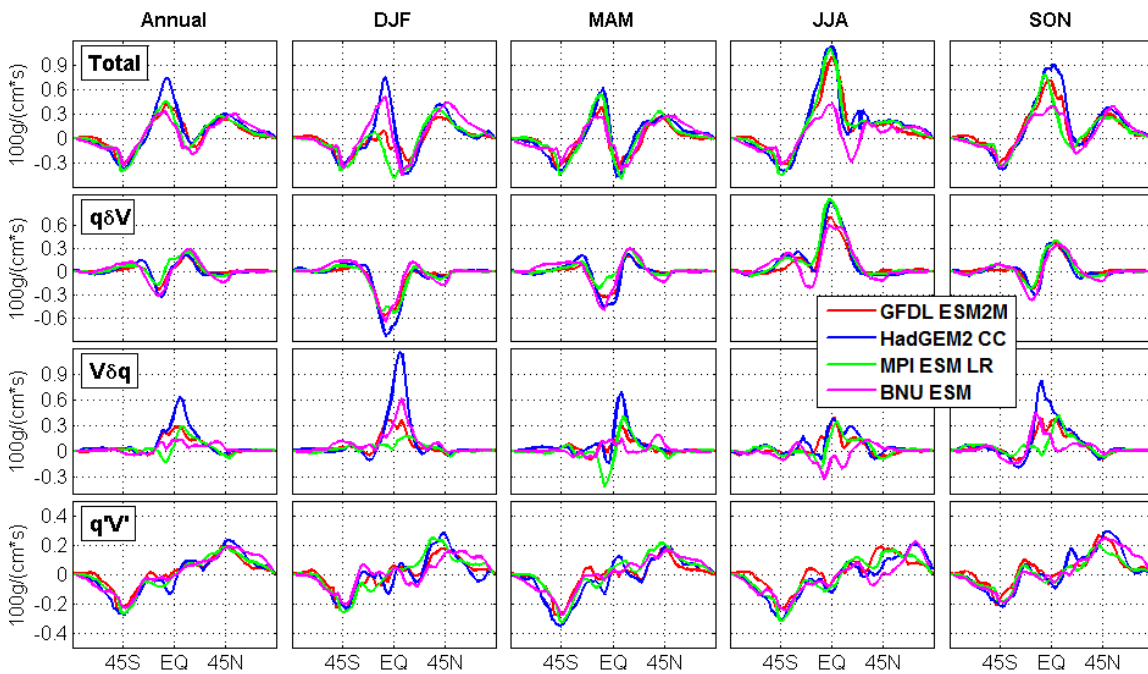 Annual DJF MAM JJA SON
Total
100g/(cm*s)
0.9
0.6
0.3
0
-0.3
qδV
100g/(cm*s)
0.6
0.3
0
-0.3
-0.6
GFDL ESM2M
HadGEM2 CC
MPI ESM LR
BNU ESM
Vδq
100g/(cm*s)
0.9
0.6
0.3
0
-0.3
q'V'
100g/(cm*s)
0.4
0.2
0
-0.2
-0.4
45S EQ 45N 45S EQ 45N 45S EQ 45N 45S EQ 45N 45S EQ 45N